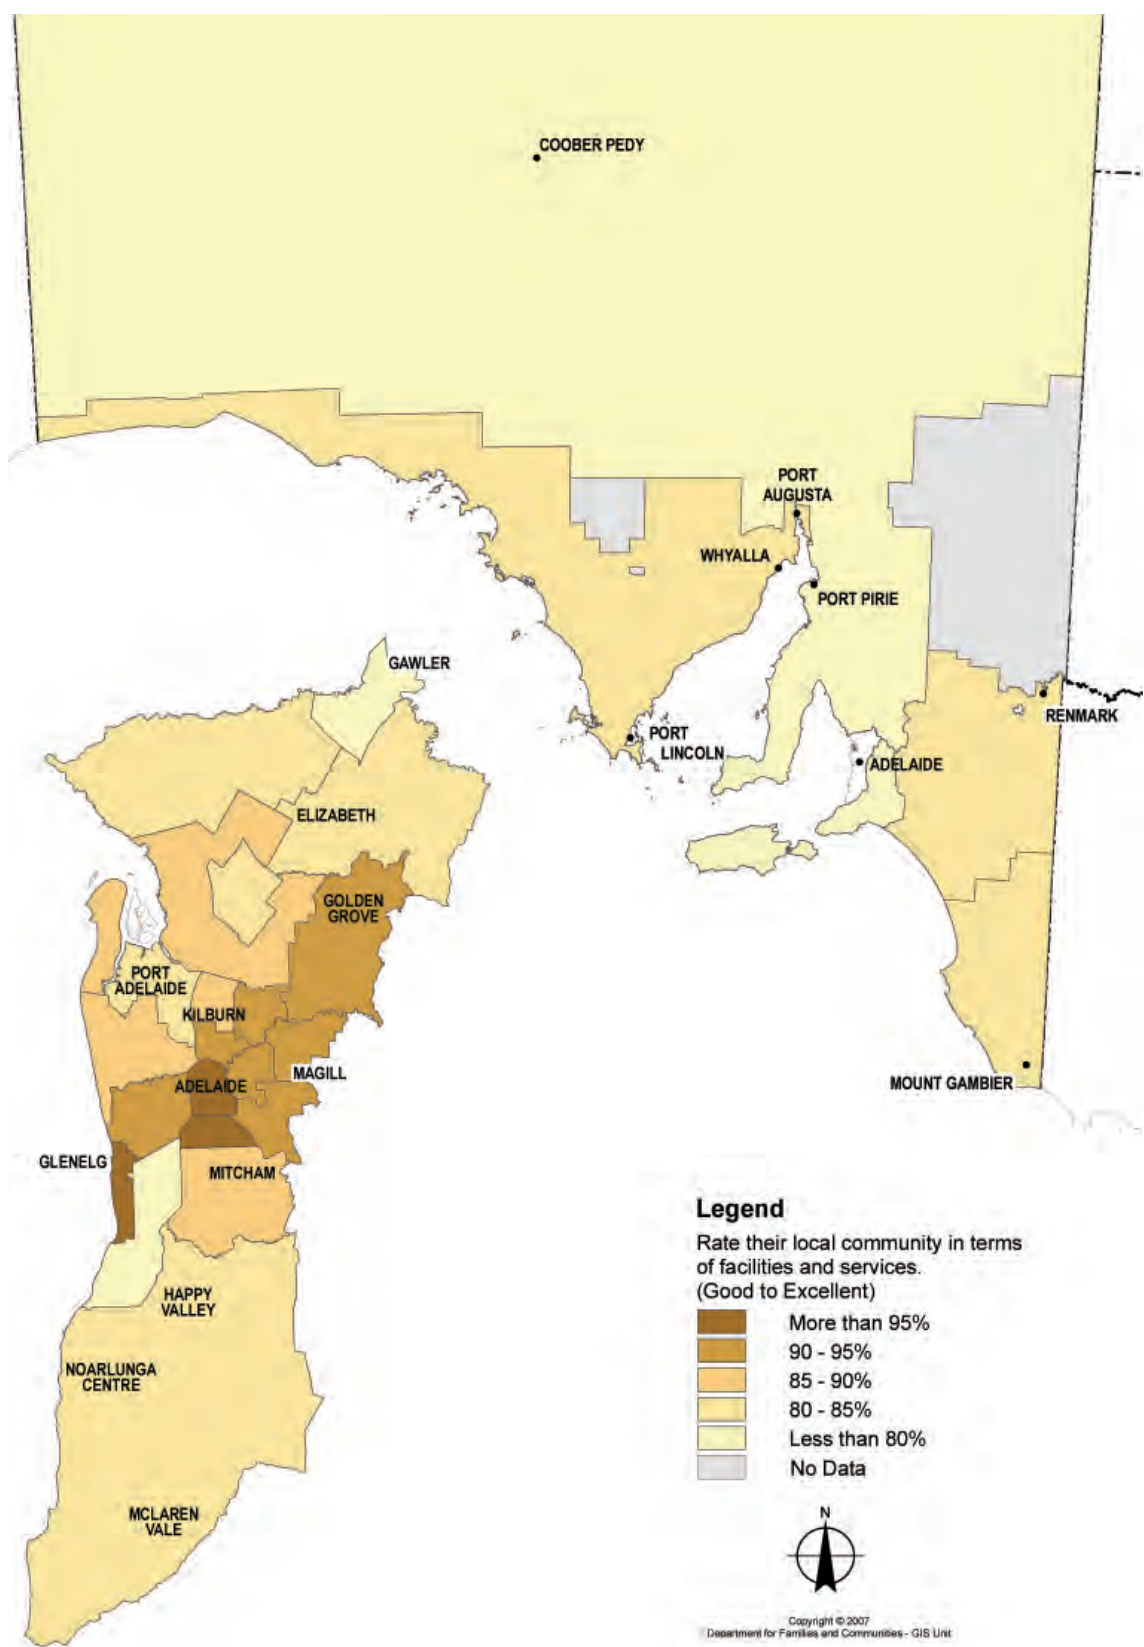 COOBER PEDY
PORT
AUGUSTA
WHYALLA
PORT PIRIE
GAWLER
RENMARK
PORT
LINCOLN
ADELAIDE
ELIZABETH
GOLDEN
GROVE
PORT
ADELAIDE
KILBURN
MAGILL
ADELAIDE
MOUNT GAMBIER
GLENELG
MITCHAM
HAPPY
VALLEY
NOARLUNGA
CENTRE
MCLAREN
VALE
Legend
Rate their local community in terms
of facilities and services.
(Good to Excellent)
More than 95%
90 - 95%
85 - 90%
80 - 85%
Less than 80%
No Data
N
Copyright © 2007
Department for Families and Communities - GIS Unit